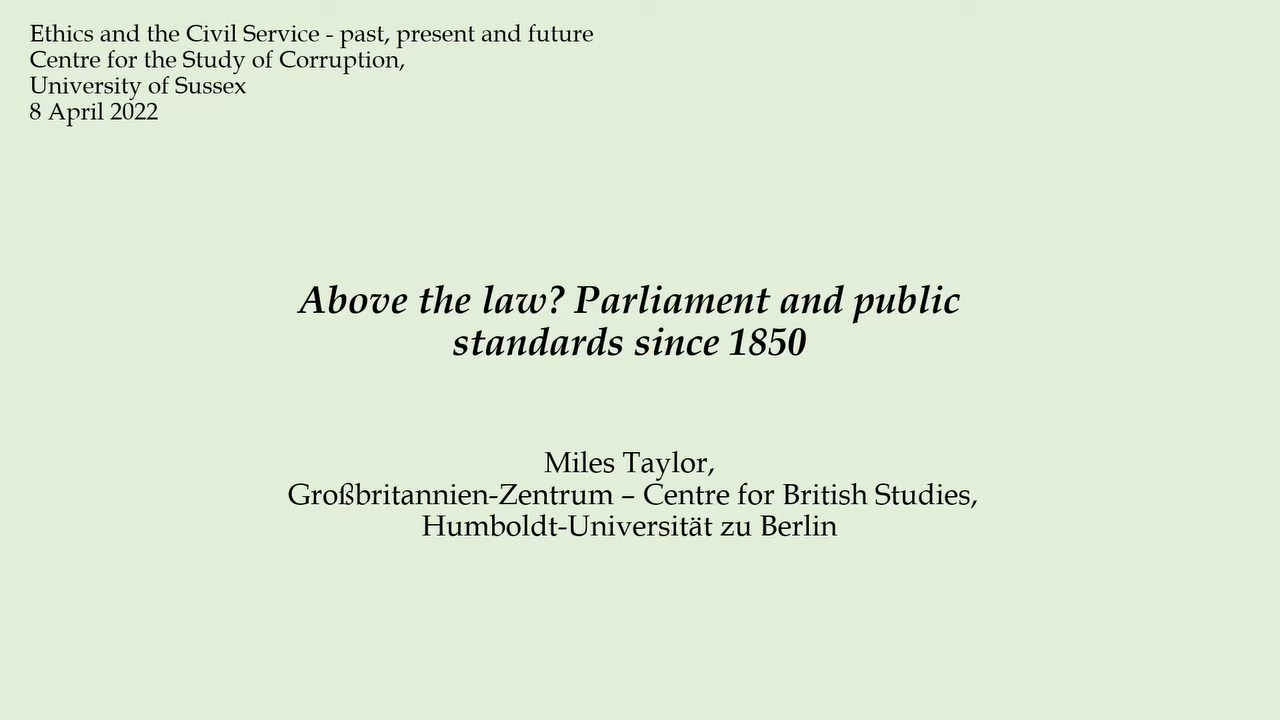 Ethics and the Civil Service - past, present and future
Centre for the Study of Corruption,
University of Sussex
8 April 2022
Above the law? Parliament and public
standards since 1850
Miles Taylor,
Großbritannien-Zentrum – Centre for British Studies,
Humboldt-Universität zu Berlin